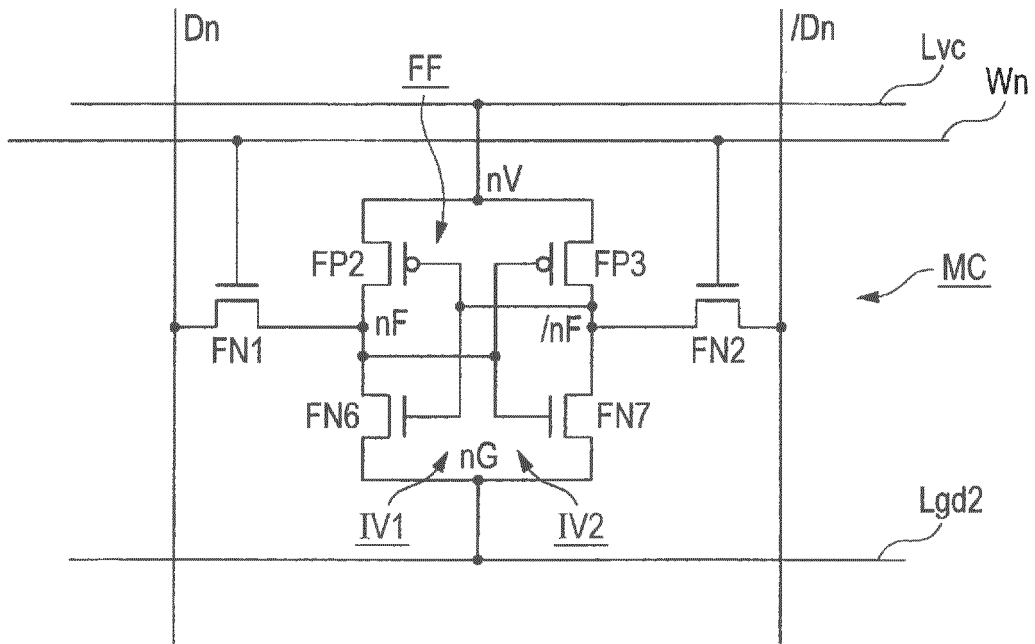 Dn
/Dn
FF
Lvc
Wn
nV
FP2
FP3
MC
nF
/nF
FN1
FN2
FN6
FN7
nG
IV1
IV2
Lgd2